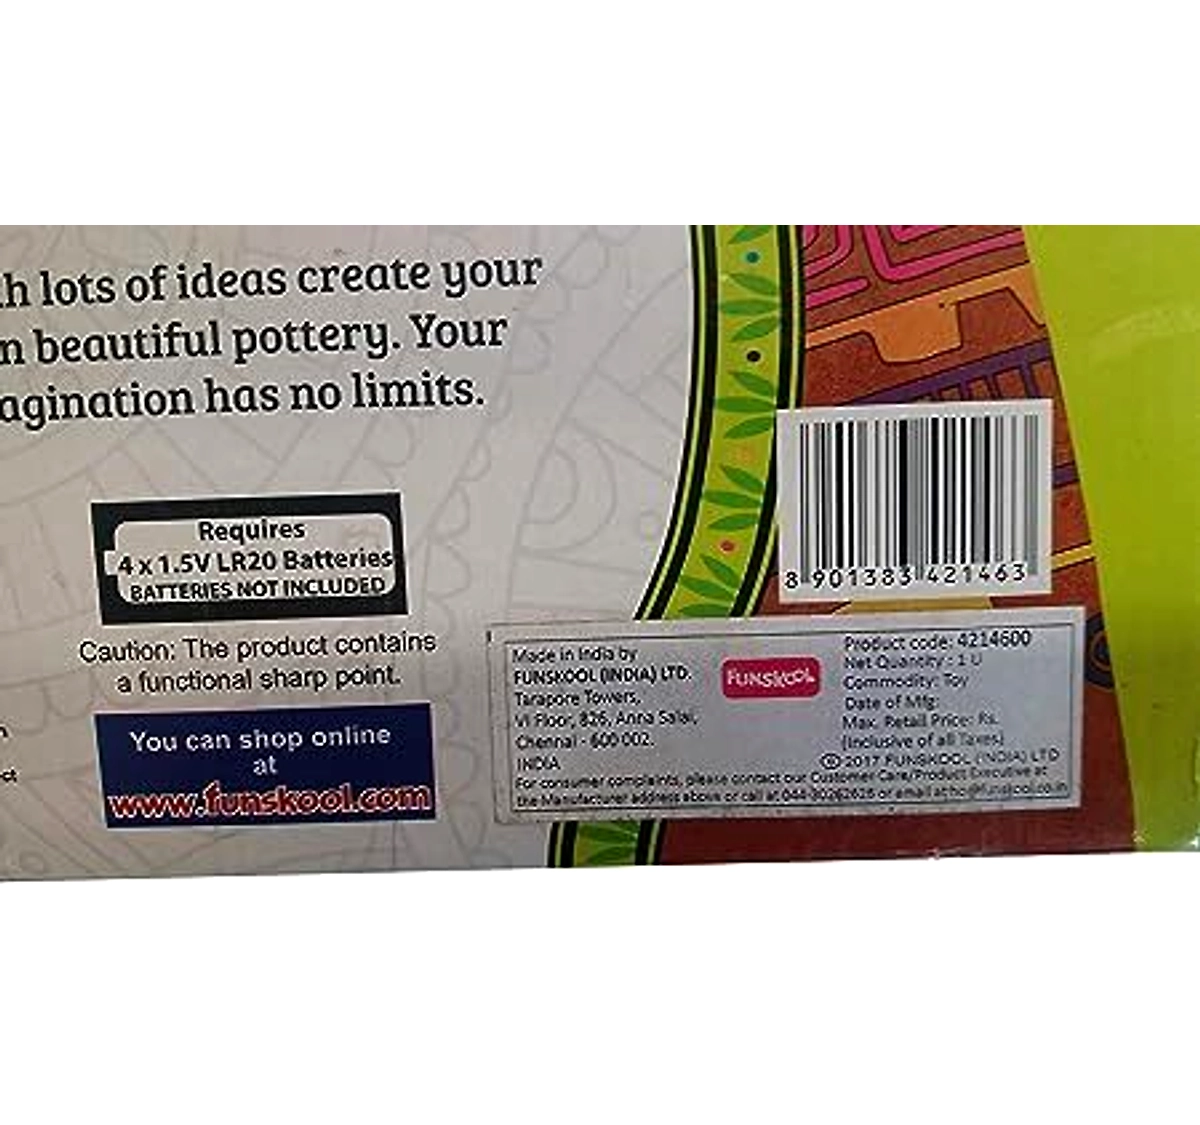 h lots of ideas create your
n beautiful pottery. Your
agination has no limits.
Requires
4 x 1.5V LR20 Batteries
BATTERIES NOT INCLUDED
Caution: The product contains
a functional sharp point.
You can shop online
at
www.funskool.com
8 901383 421463
Made in India by
FUNSKOOL (INDIA) LTD.
Tarapore Towers,
VI Floor, 826, Anna Salai,
Chennai - 600 002.
INDIA
FUNSKOOL
Product code: 4214600
Net Quantity : 1 U
Commodity: Toy
Date of Mfg:
Max. Retail Price: Rs.
(Inclusive of all Taxes)
© 2017 FUNSKOOL (INDIA) LTD
For consumer complaints, please contact our Customer Care/Product Executive at
the Manufacturer address above or call at or email at